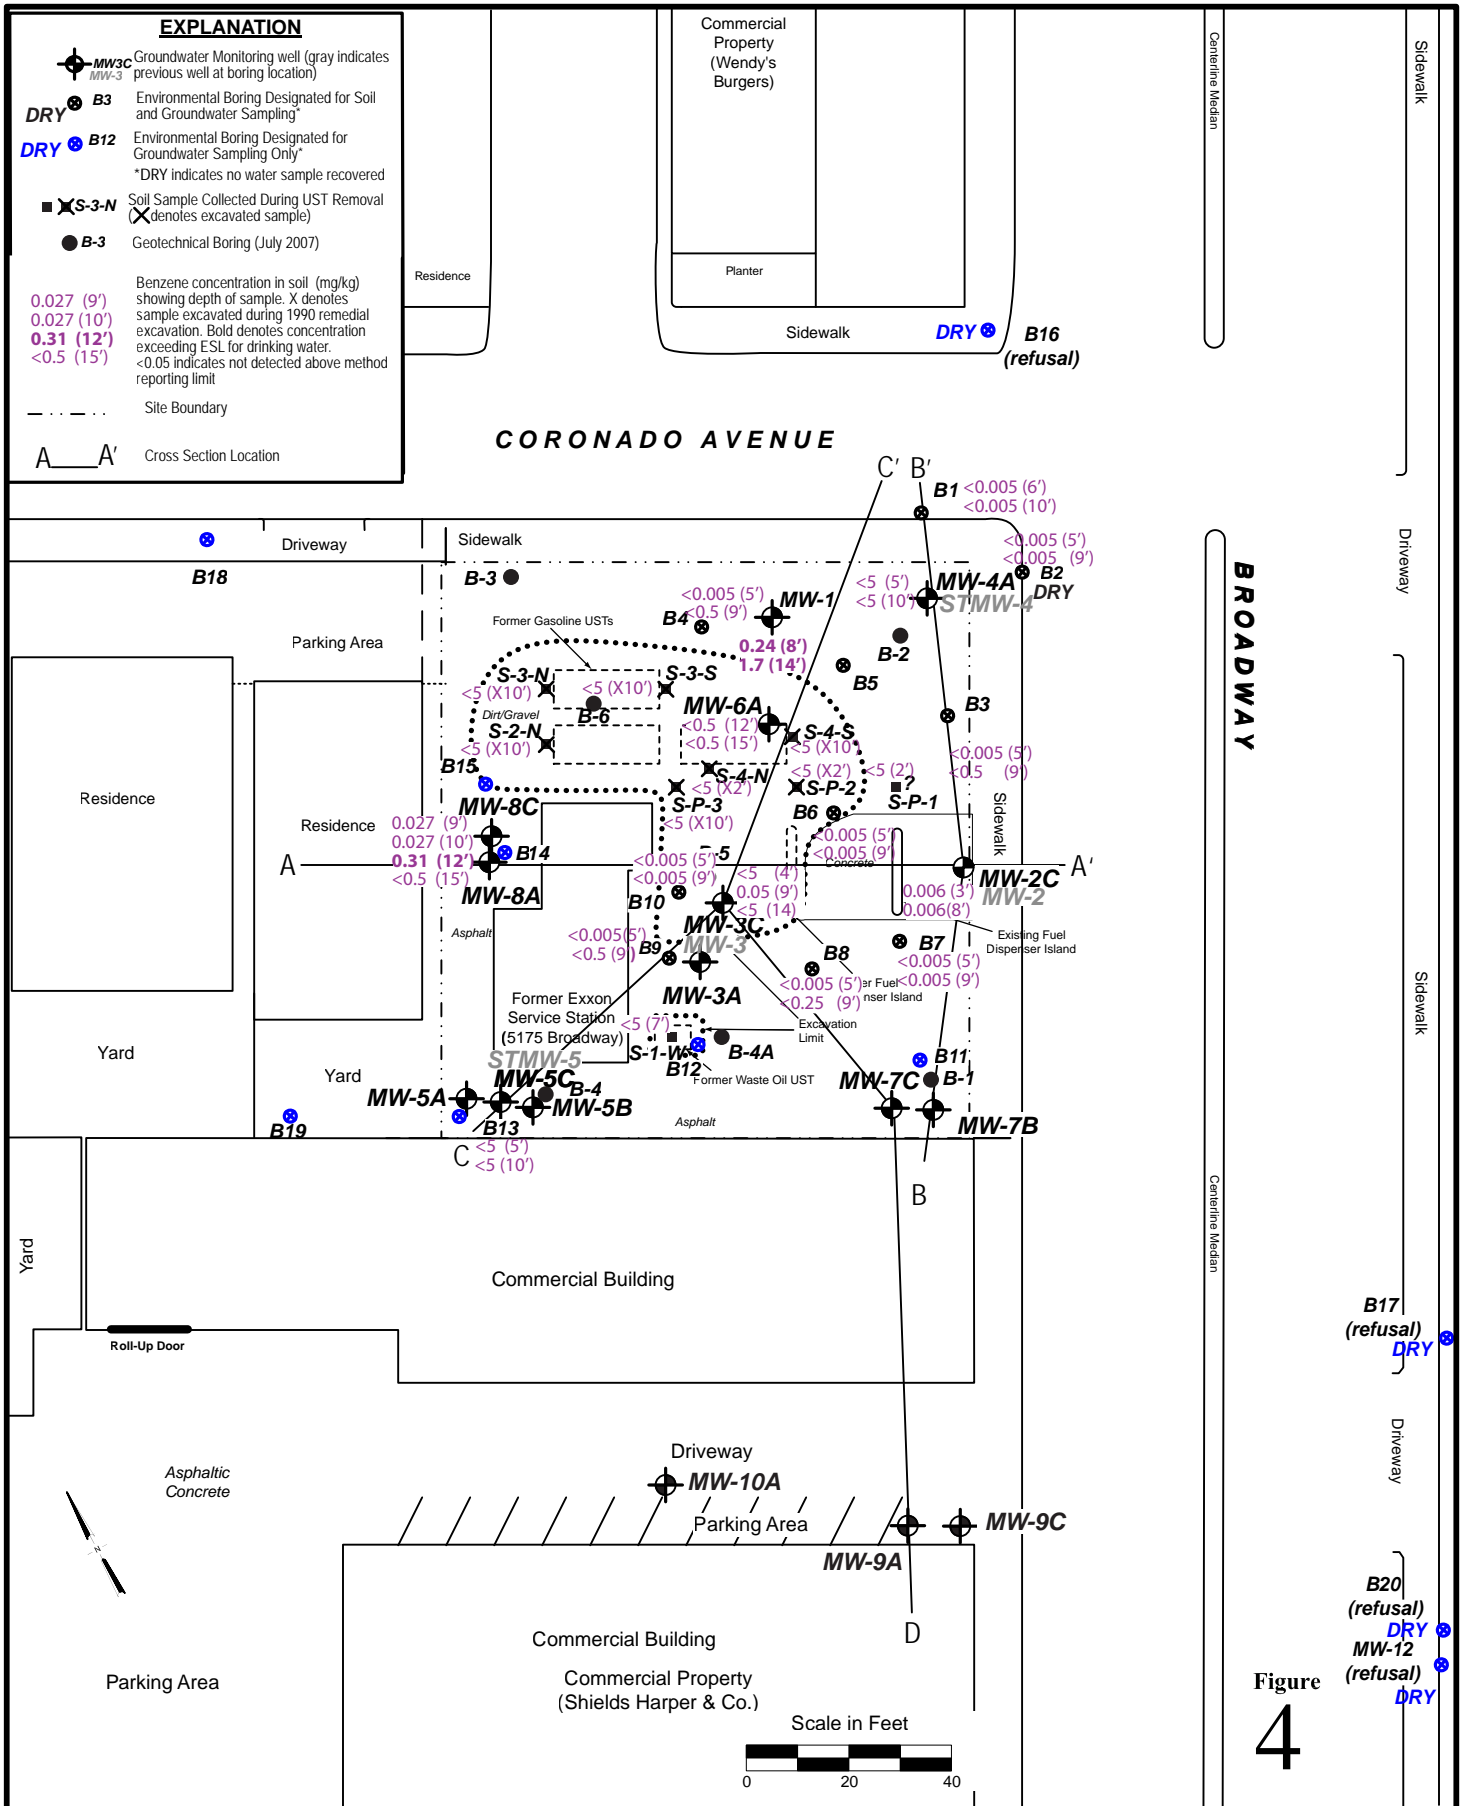 EXPLANATION
MW3C
MW-3
Groundwater Monitoring well (gray indicates
previous well at boring location)
DRY
B3
Environmental Boring Designated for Soil
and Groundwater Sampling*
DRY
B12
Environmental Boring Designated for
Groundwater Sampling Only*
*DRY indicates no water sample recovered
S-3-N
Soil Sample Collected During UST Removal
( denotes excavated sample)
B-3
Geotechnical Boring (July 2007)
0.027 (9')
0.027 (10')
0.31 (12')
<0.5 (15')
Benzene concentration in soil (mg/kg)
showing depth of sample. X denotes
sample excavated during 1990 remedial
excavation. Bold denotes concentration
exceeding ESL for drinking water.
<0.05 indicates not detected above method
reporting limit
Site Boundary
A____A'
Cross Section Location
Commercial
Property
(Wendy's
Burgers)
Planter
Residence
Sidewalk
DRY
B16
(refusal)
Centerline Median
Sidewalk
CORONADO AVENUE
C'
B'
B1
<0.005 (6')
<0.005 (10')
<0.005 (5')
<0.005 (9')
B2
DRY
Driveway
Sidewalk
B18
B-3
<0.005 (5')
<0.5 (9')
B4
MW-1
<5 (5')
<5 (10')
MW-4A
STMW-4
B-2
BROADWAY
Driveway
Parking Area
Former Gasoline USTs
0.24 (8')
1.7 (14')
B5
S-3-N
<5 (X10')
S-3-S
<5 (X10')
B-6
Dirt/Gravel
MW-6A
<0.5 (12')
<0.5 (15')
B3
S-2-N
<5 (X10')
S-4-S
<5 (X10')
<0.005 (5')
<0.5 (9')
B15
S-4-N
<5 (X2')
<5 (X2')
S-P-2
<5 (2')
?
S-P-1
Residence
S-P-3
<5 (X10')
B6
Sidewalk
MW-8C
Residence
0.027 (9')
0.027 (10')
0.31 (12')
<0.5 (15')
B14
MW-8A
A
<0.005 (5')
<0.005 (9')
Concrete
A'
<0.005 (5')
<0.005 (9')
B10
<5 (4')
0.05 (9')
<5 (14)
MW-2C
MW-2
0.006 (3')
0.006(8')
Asphalt
MW-3C
MW-3
<0.005(5')
<0.5 (9')
B9
MW-3A
B8
<0.005 (5')
<0.25 (9')
B7
<0.005 (5')
<0.005 (9')
Existing Fuel
Dispenser Island
er Fuel
nser Island
Former Exxon
Service Station
(5175 Broadway)
<5 (7')
S-1-W
B12
B-4A
Excavation
Limit
Former Waste Oil UST
Sidewalk
Yard
Yard
STMW-5
MW-5C
MW-5A
B-4
MW-5B
B13
<5 (5')
<5 (10')
C
B19
Asphalt
MW-7C
B11
B-1
MW-7B
B
Centerline Median
Yard
Commercial Building
Roll-Up Door
B17
(refusal)
DRY
Driveway
Driveway
MW-10A
Parking Area
MW-9A
MW-9C
Asphaltic
Concrete
N
D
B20
(refusal)
DRY
MW-12
(refusal)
DRY
Commercial Building
Commercial Property
(Shields Harper & Co.)
Parking Area
Scale in Feet
0 20 40
Figure
4